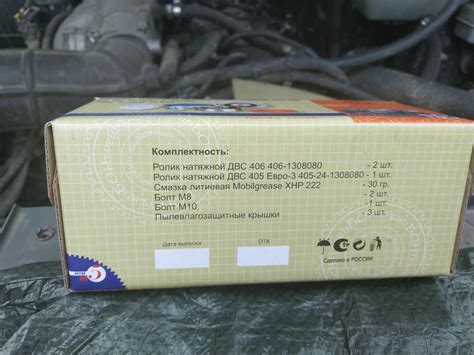 Комплектность:
Ролик натяжной ДВС 406 406-1308080 - 2 шт.
Ролик натяжной ДВС 405 Евро-3 405-24-1308080 - 1 шт.
Смазка литиевая Mobilgrease XHP 222 - 30 гр.
Болт М8 - 2 шт.
Болт М10 -1 шт.
Пылевлагозащитные крышки - 3 шт.
Дата выпуска ОТК
Сделано в РОССИИ